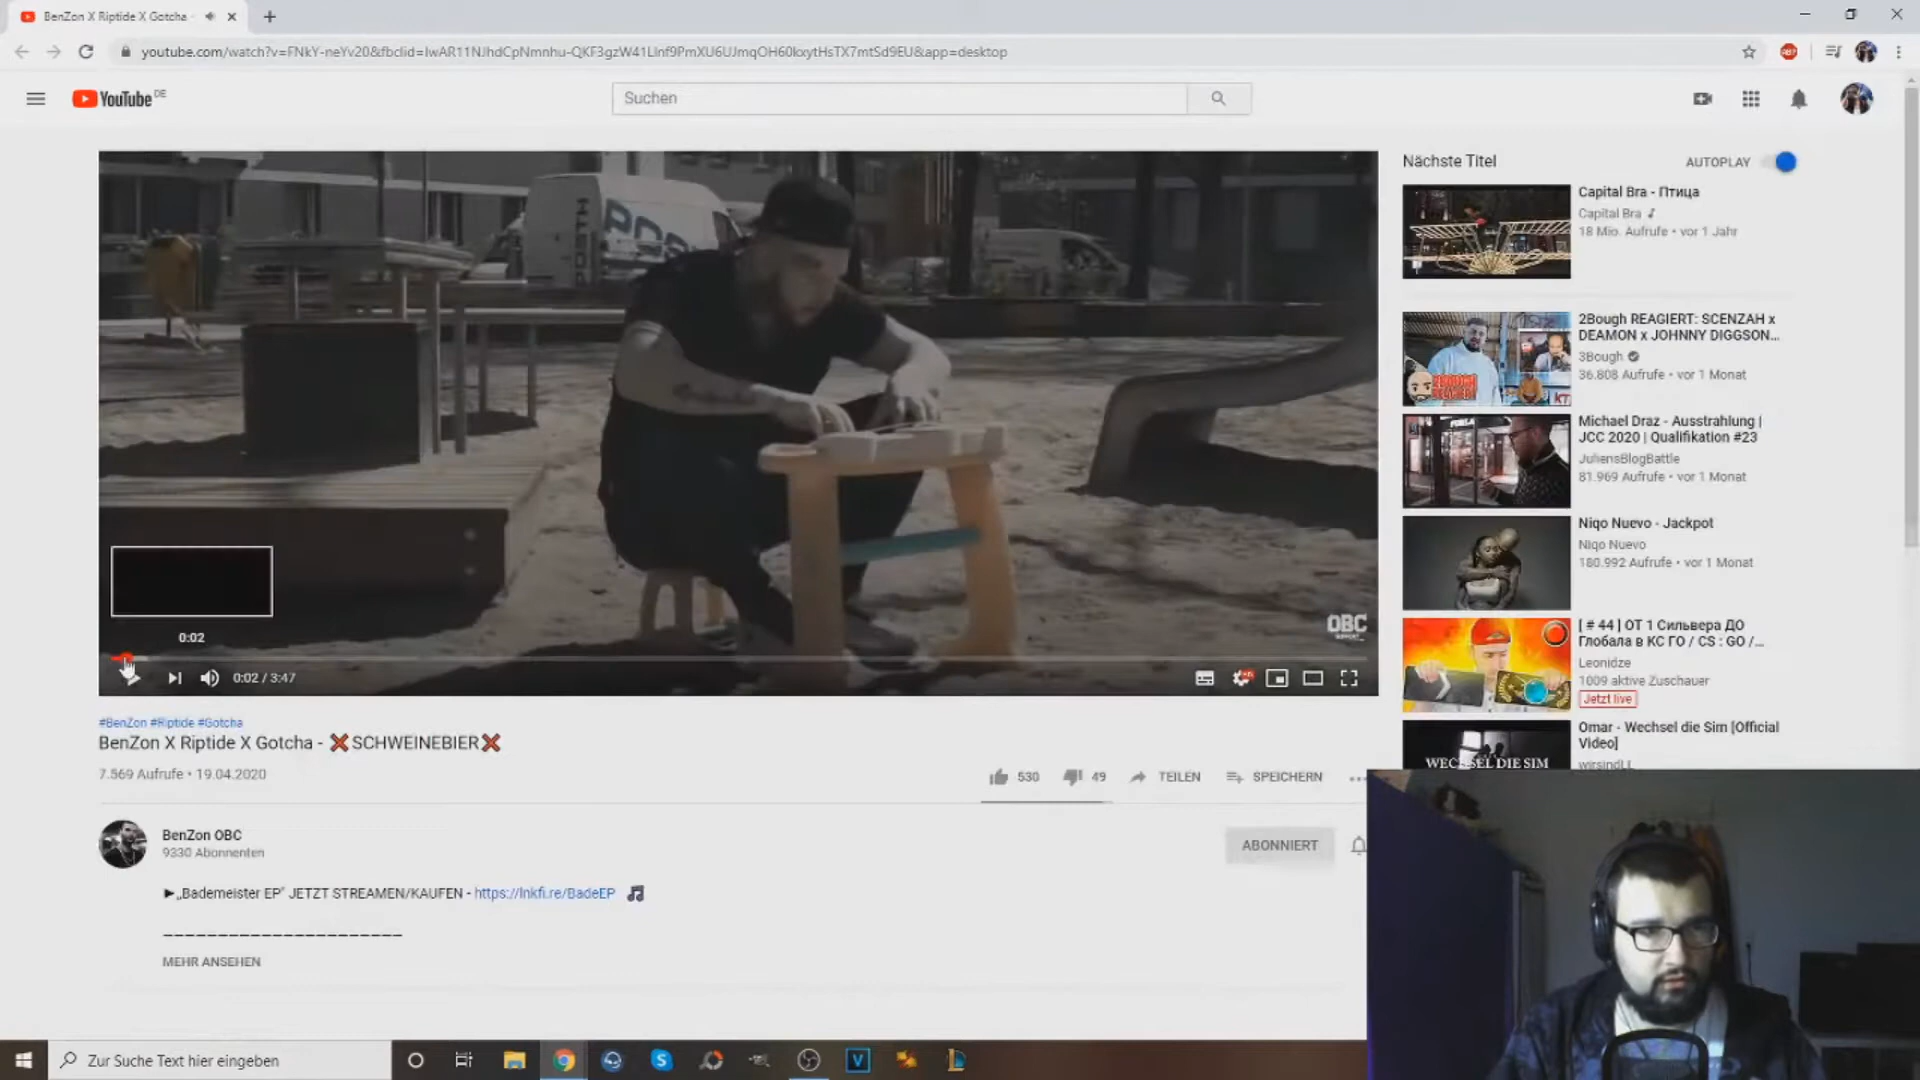 BenZon X Riptide X Gotcha -
youtube.com/watch?v=FNkY-neYv20&fbclid=IwAR11NJhdCpNmnhu-QKF3gzW41Llnf9PmXU6UJmqOH60kxytHsTX7mtSd9EU&app=desktop
YouTube DE
Suchen
Nächste Titel
AUTOPLAY
Capital Bra - Птица
Capital Bra
18 Mio. Aufrufe • vor 1 Jahr
2Bough REAGIERT: SCENZAH x
DEAMON x JOHNNY DIGGSON...
3Bough
36.808 Aufrufe • vor 1 Monat
Michael Draz - Ausstrahlung |
JCC 2020 | Qualifikation #23
JuliensBlogBattle
81.969 Aufrufe • vor 1 Monat
Niqo Nuevo - Jackpot
Niqo Nuevo
180.992 Aufrufe • vor 1 Monat
[ # 44 ] ОТ 1 Сильвера ДО
Глобала в КС ГО / CS : GO /...
Leonidze
1009 aktive Zuschauer
Jetzt live
Omar - Wechsel die Sim [Official
Video]
wirsindLL
WECHSEL DIE SIM
OBC
0:02
0:02 / 3:47
#BenZon #Riptide #Gotcha
BenZon X Riptide X Gotcha - ❌SCHWEINEBIER❌
7.569 Aufrufe • 19.04.2020
530
49
TEILEN
SPEICHERN
BenZon OBC
9330 Abonnenten
ABONNIERT
►„Bademeister EP" JETZT STREAMEN/KAUFEN - https://lnkfi.re/BadeEP
______________________
MEHR ANSEHEN
Zur Suche Text hier eingeben